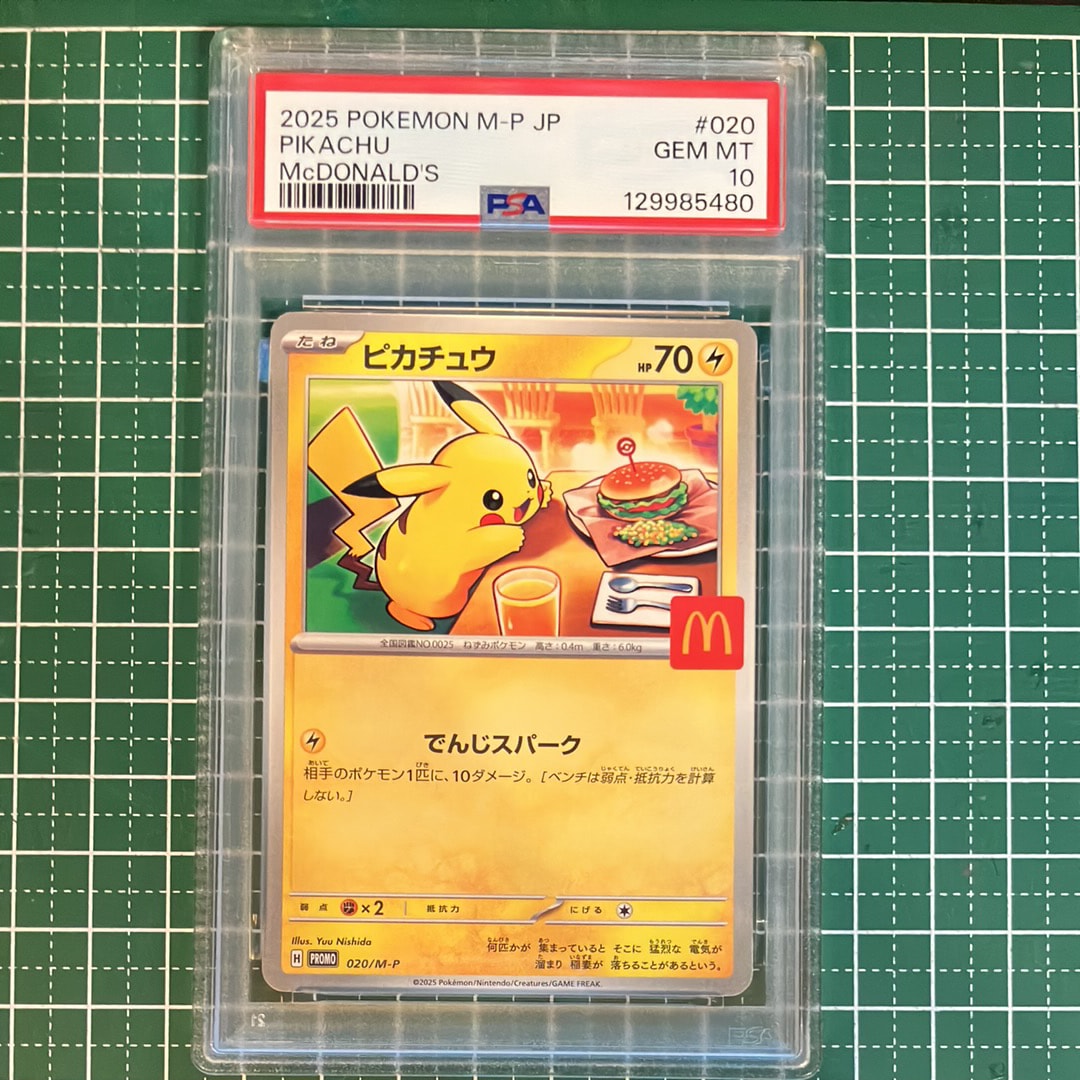 2025 POKEMON M-P JP
#020
PIKACHU
GEM MT
McDONALD'S
10
PSA
129985480
たね
ピカチュウ
HP70
全国図鑑NO.0025 ねずみポケモン 高さ:0.4m 重さ:6.0kg
でんじスパーク
相手のポケモン1匹に、10ダメージ。[ベンチは弱点・抵抗力を計算
しない。]
弱点 ×2 抵抗力 にげる
Illus. Yuu Nishida
何匹かが 集まっていると そこに 猛烈な 電気が
溜まり 稲妻が 落ちることがあるという。
H PROMO 020/M-P
©2025 Pokémon/Nintendo/Creatures/GAME FREAK.
PSA